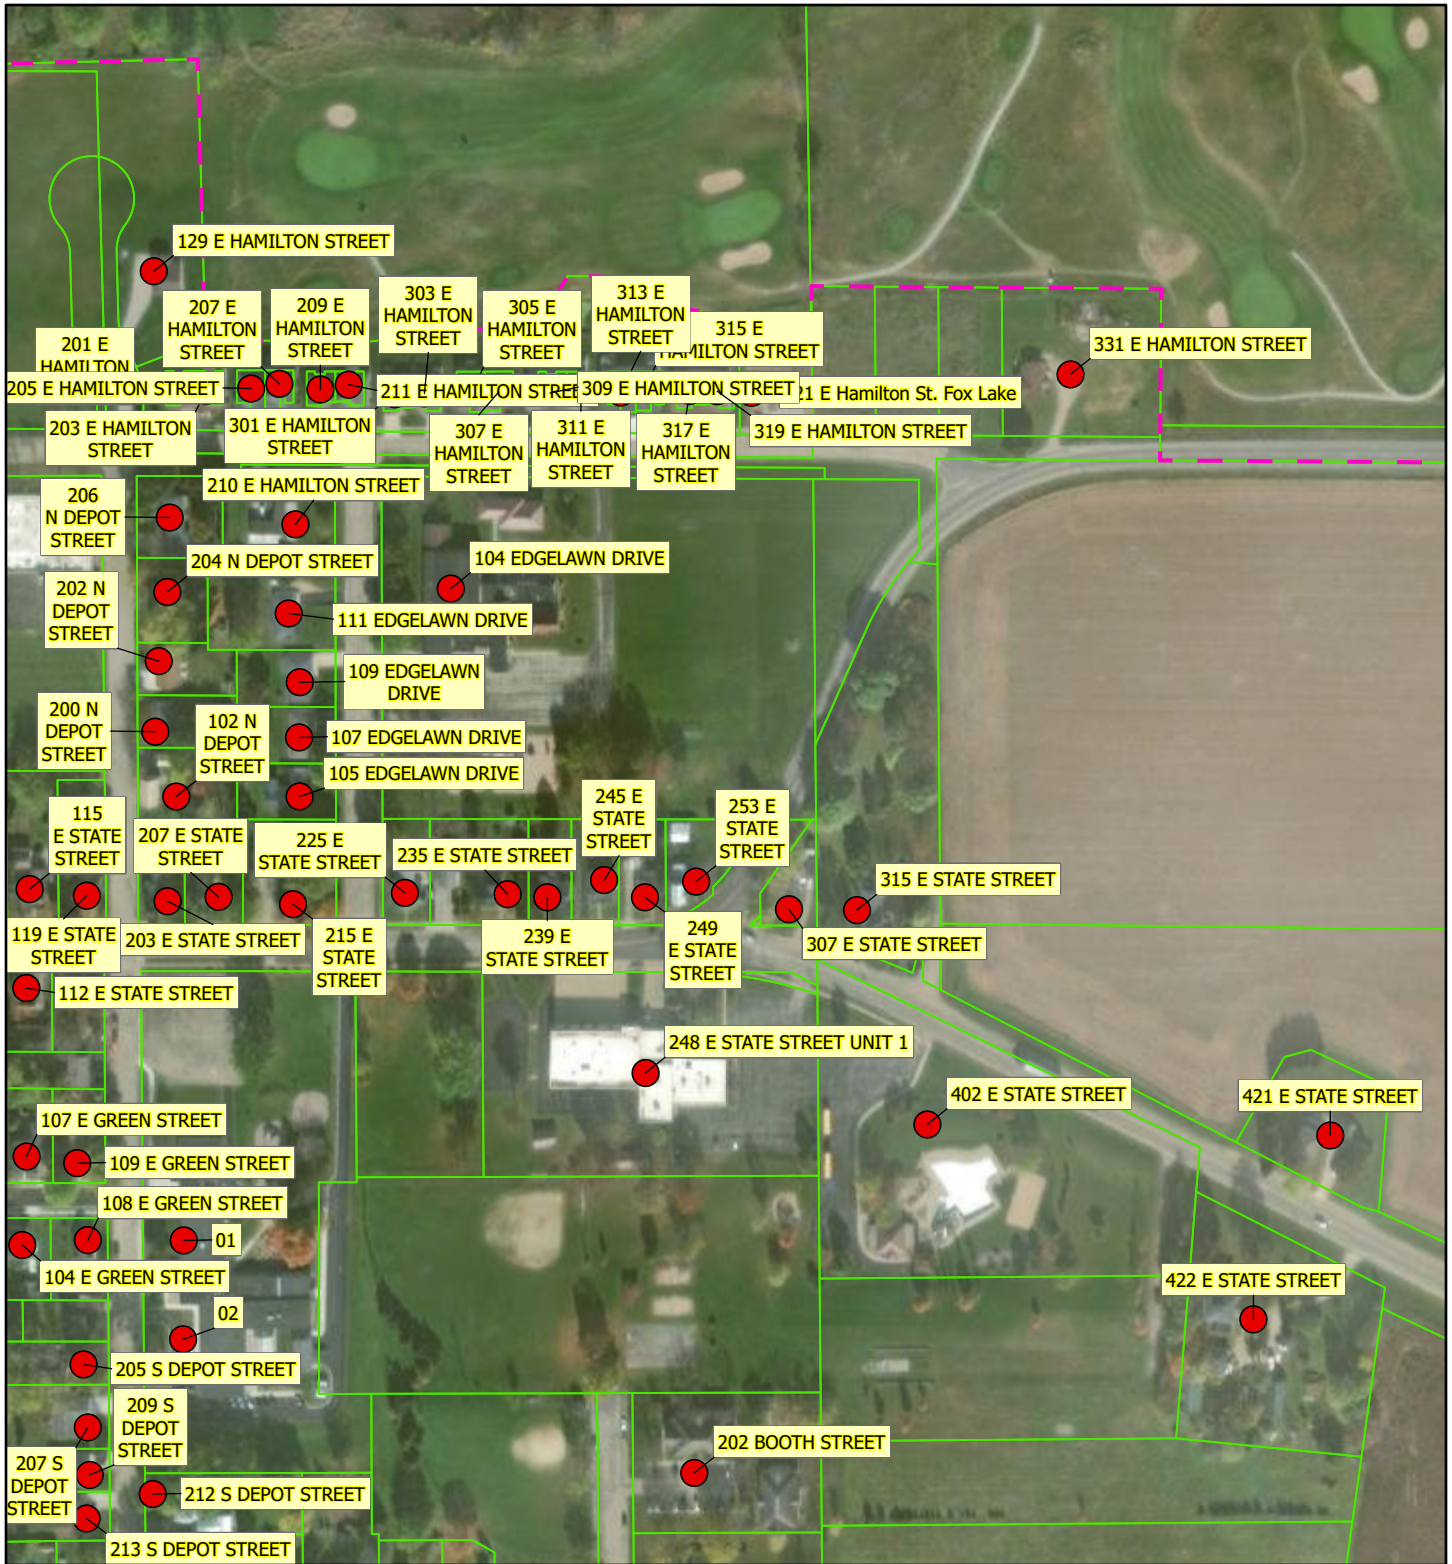 129 E HAMILTON STREET
207 E
HAMILTON
STREET
209 E
HAMILTON
STREET
303 E
HAMILTON
STREET
305 E
HAMILTON
STREET
313 E
HAMILTON
STREET
315 E
HAMILTON STREET
331 E HAMILTON STREET
201 E
HAMILTON
205 E HAMILTON STREET
211 E HAMILTON STREE
309 E HAMILTON STREET
21 E Hamilton St. Fox Lake
203 E HAMILTON
STREET
301 E HAMILTON
STREET
307 E
HAMILTON
STREET
311 E
HAMILTON
STREET
317 E
HAMILTON
STREET
319 E HAMILTON STREET
206
N DEPOT
STREET
210 E HAMILTON STREET
204 N DEPOT STREET
104 EDGELAWN DRIVE
202 N
DEPOT
STREET
111 EDGELAWN DRIVE
109 EDGELAWN
DRIVE
200 N
DEPOT
STREET
102 N
DEPOT
STREET
107 EDGELAWN DRIVE
105 EDGELAWN DRIVE
115
E STATE
STREET
207 E STATE
STREET
225 E
STATE STREET
235 E STATE STREET
245 E
STATE
STREET
253 E
STATE
STREET
315 E STATE STREET
119 E STATE
STREET
203 E STATE STREET
215 E
STATE
STREET
239 E
STATE STREET
249
E STATE
STREET
307 E STATE STREET
112 E STATE STREET
248 E STATE STREET UNIT 1
402 E STATE STREET
421 E STATE STREET
107 E GREEN STREET
109 E GREEN STREET
108 E GREEN STREET
01
104 E GREEN STREET
422 E STATE STREET
02
205 S DEPOT STREET
209 S
DEPOT
STREET
207 S
DEPOT
STREET
202 BOOTH STREET
212 S DEPOT STREET
213 S DEPOT STREET